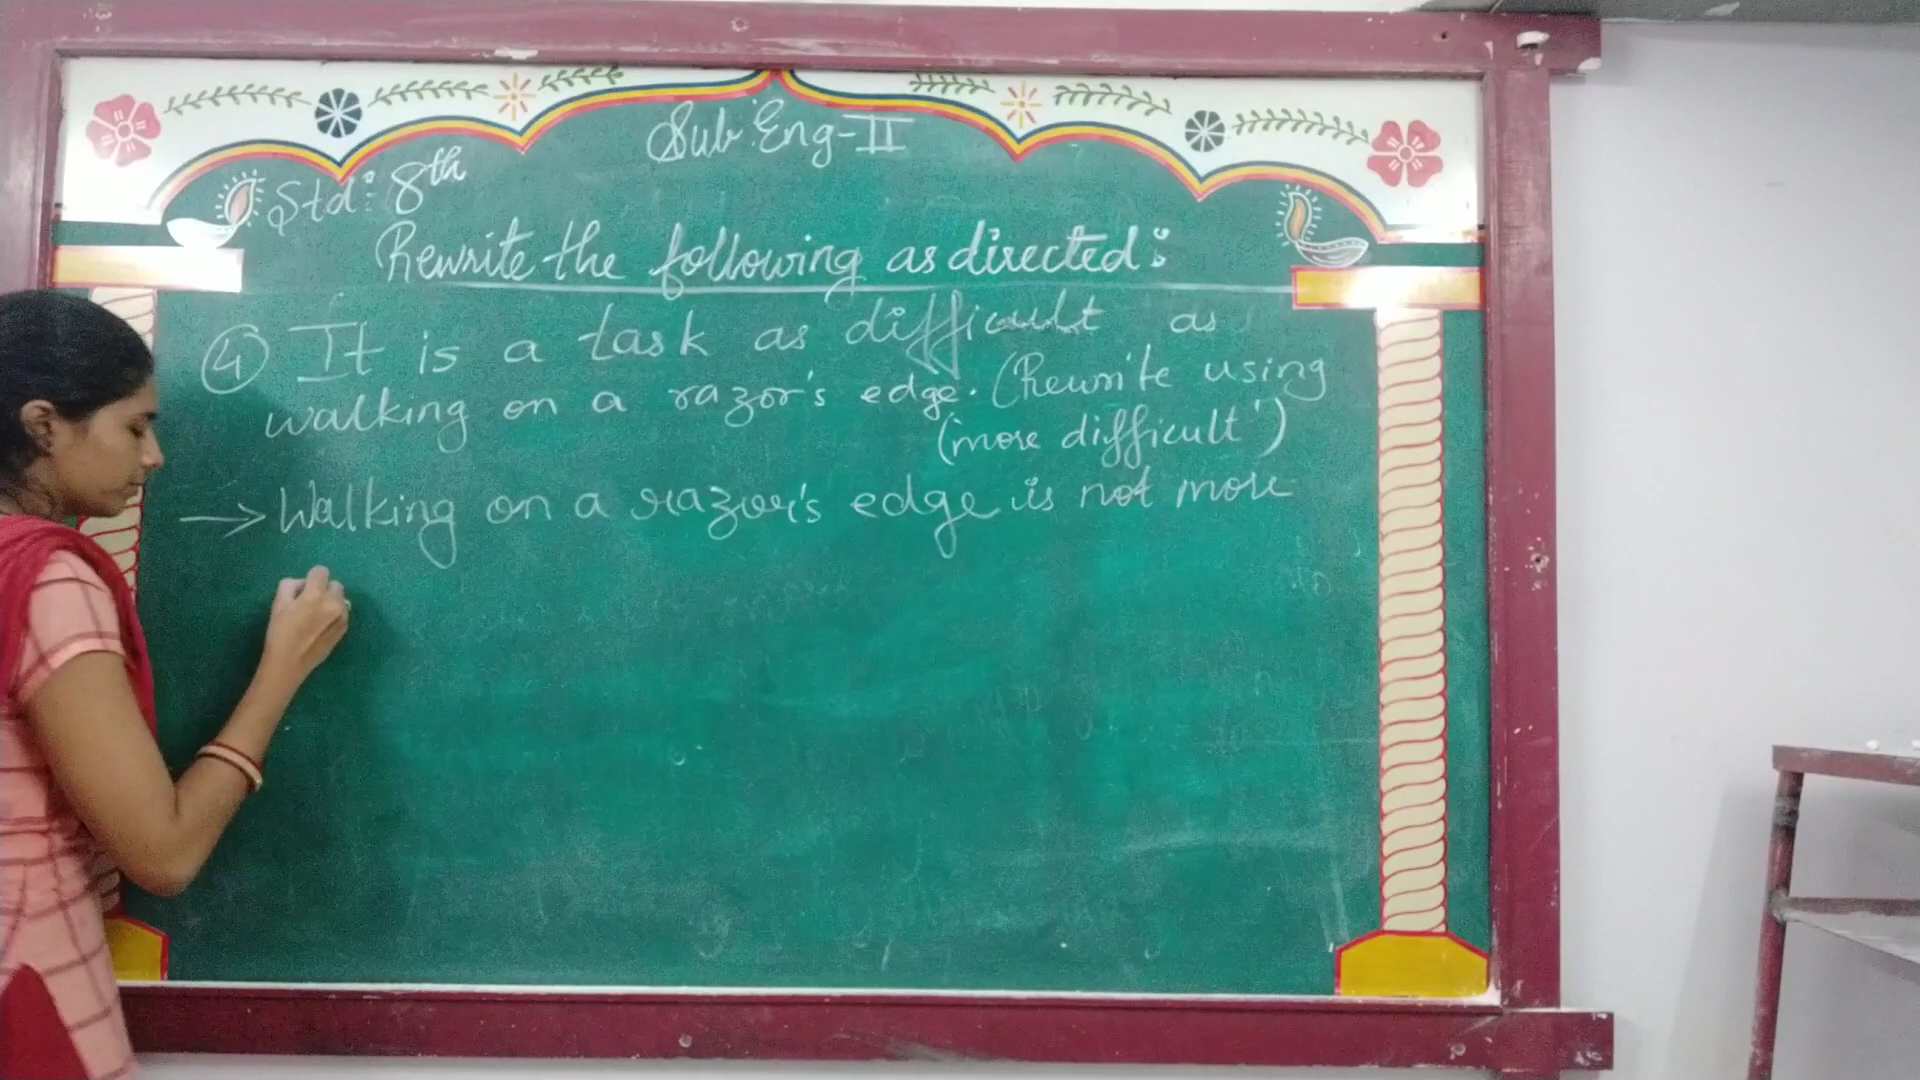 Sub: Eng-II
Std: 8th
Rewrite the following as directed:
④ It is a task as difficult as
walking on a razor's edge. (Rewrite using
(more difficult')
→ Walking on a razor's edge is not more